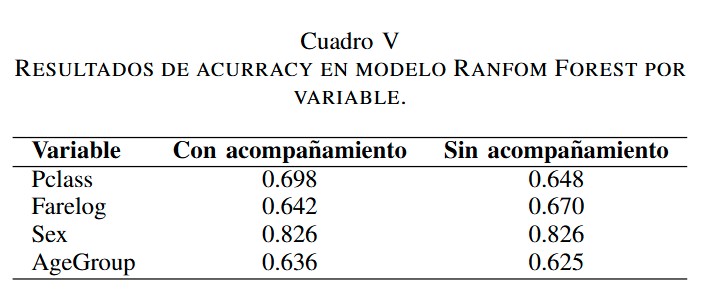 Cuadro V
RESULTADOS DE ACURRACY EN MODELO RANFOM FOREST POR
VARIABLE.
Variable Con acompañamiento Sin acompañamiento
Pclass 0.698 0.648
Farelog 0.642 0.670
Sex 0.826 0.826
AgeGroup 0.636 0.625